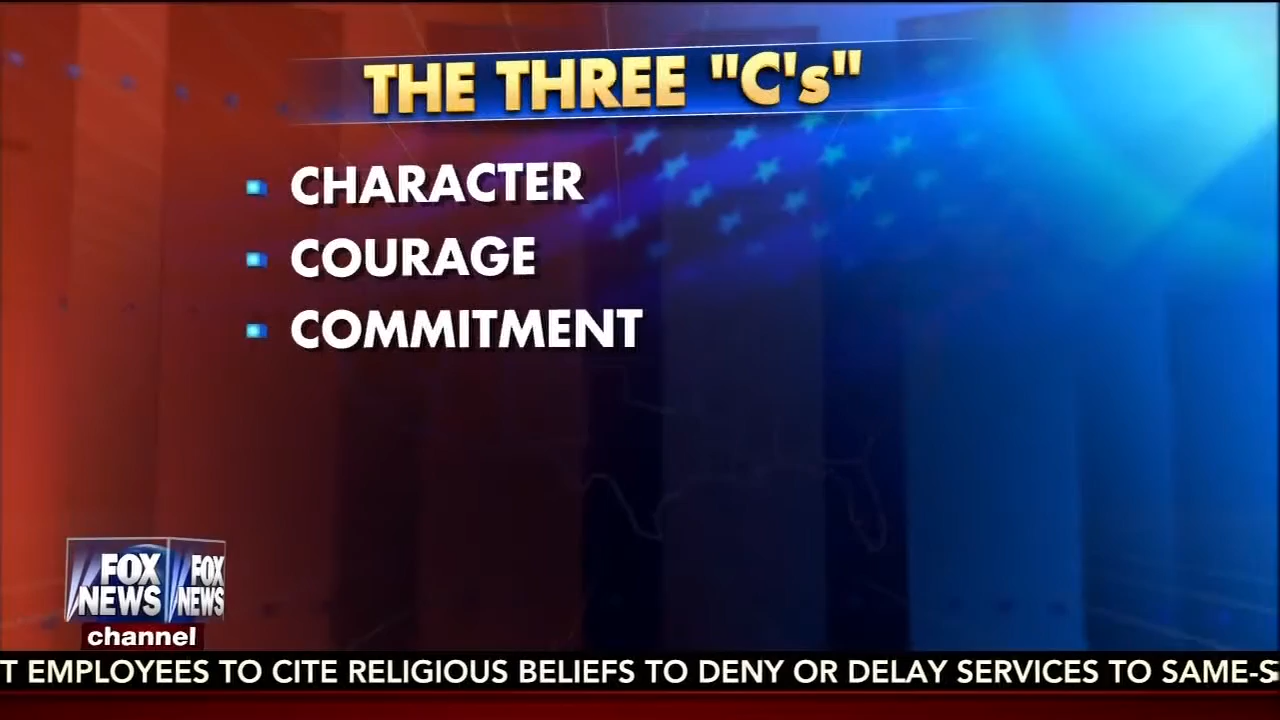 THE THREE "C's"
CHARACTER
COURAGE
COMMITMENT
FOX NEWS
FOX NEWS
channel
T EMPLOYEES TO CITE RELIGIOUS BELIEFS TO DENY OR DELAY SERVICES TO SAME-S